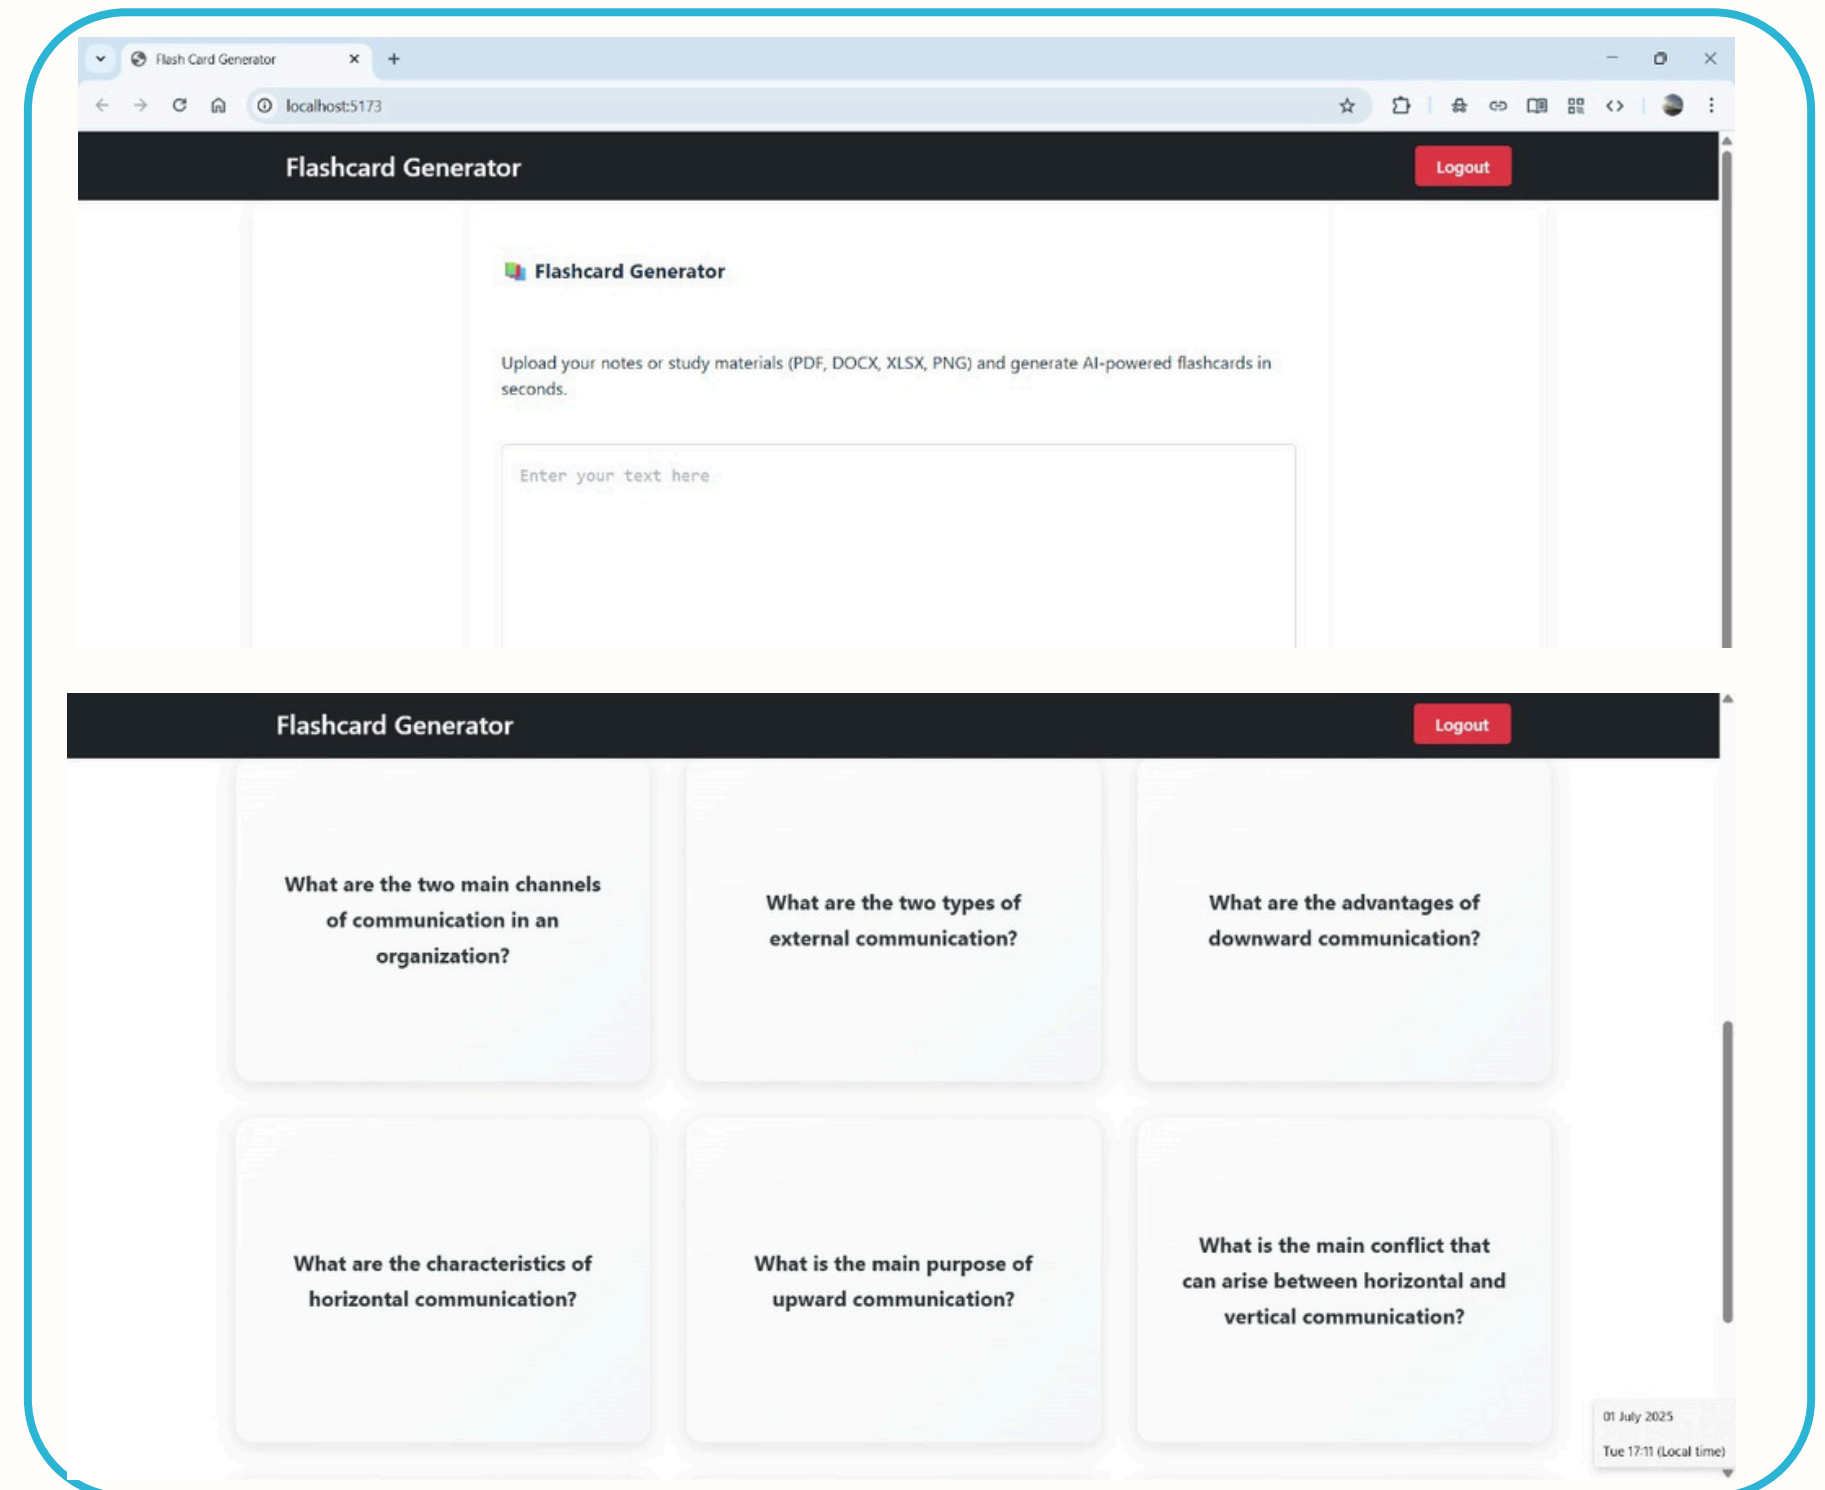 Flash Card Generator
localhost:5173
Flashcard Generator
Logout
Flashcard Generator
Upload your notes or study materials (PDF, DOCX, XLSX, PNG) and generate AI-powered flashcards in
seconds.
Enter your text here
Flashcard Generator
Logout
What are the two main channels
of communication in an
organization?
What are the two types of
external communication?
What are the advantages of
downward communication?
What are the characteristics of
horizontal communication?
What is the main purpose of
upward communication?
What is the main conflict that
can arise between horizontal and
vertical communication?
01 July 2025
Tue 17:11 (Local time)